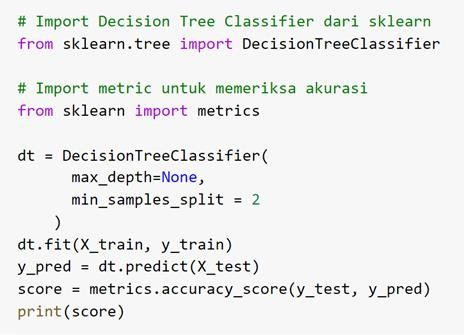 # Import Decision Tree Classifier dari sklearn
from sklearn.tree import DecisionTreeClassifier

# Import metric untuk memeriksa akurasi
from sklearn import metrics

dt = DecisionTreeClassifier(
      max_depth=None,
      min_samples_split = 2
    )
dt.fit(X_train, y_train)
y_pred = dt.predict(X_test)
score = metrics.accuracy_score(y_test, y_pred)
print(score)